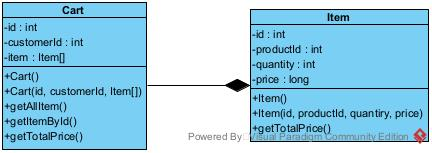 Cart
-id : int
-customerId : int
-item : Item[]
+Cart()
+Cart(id, customerId, Item[])
+getAllItem()
+getItemById()
+getTotalPrice()
Item
-id : int
-productId : int
-quantity : int
-price : long
+Item()
+Item(id, productId, quantity, price)
+getTotalPrice()
Powered By Visual Paradigm Community Edition